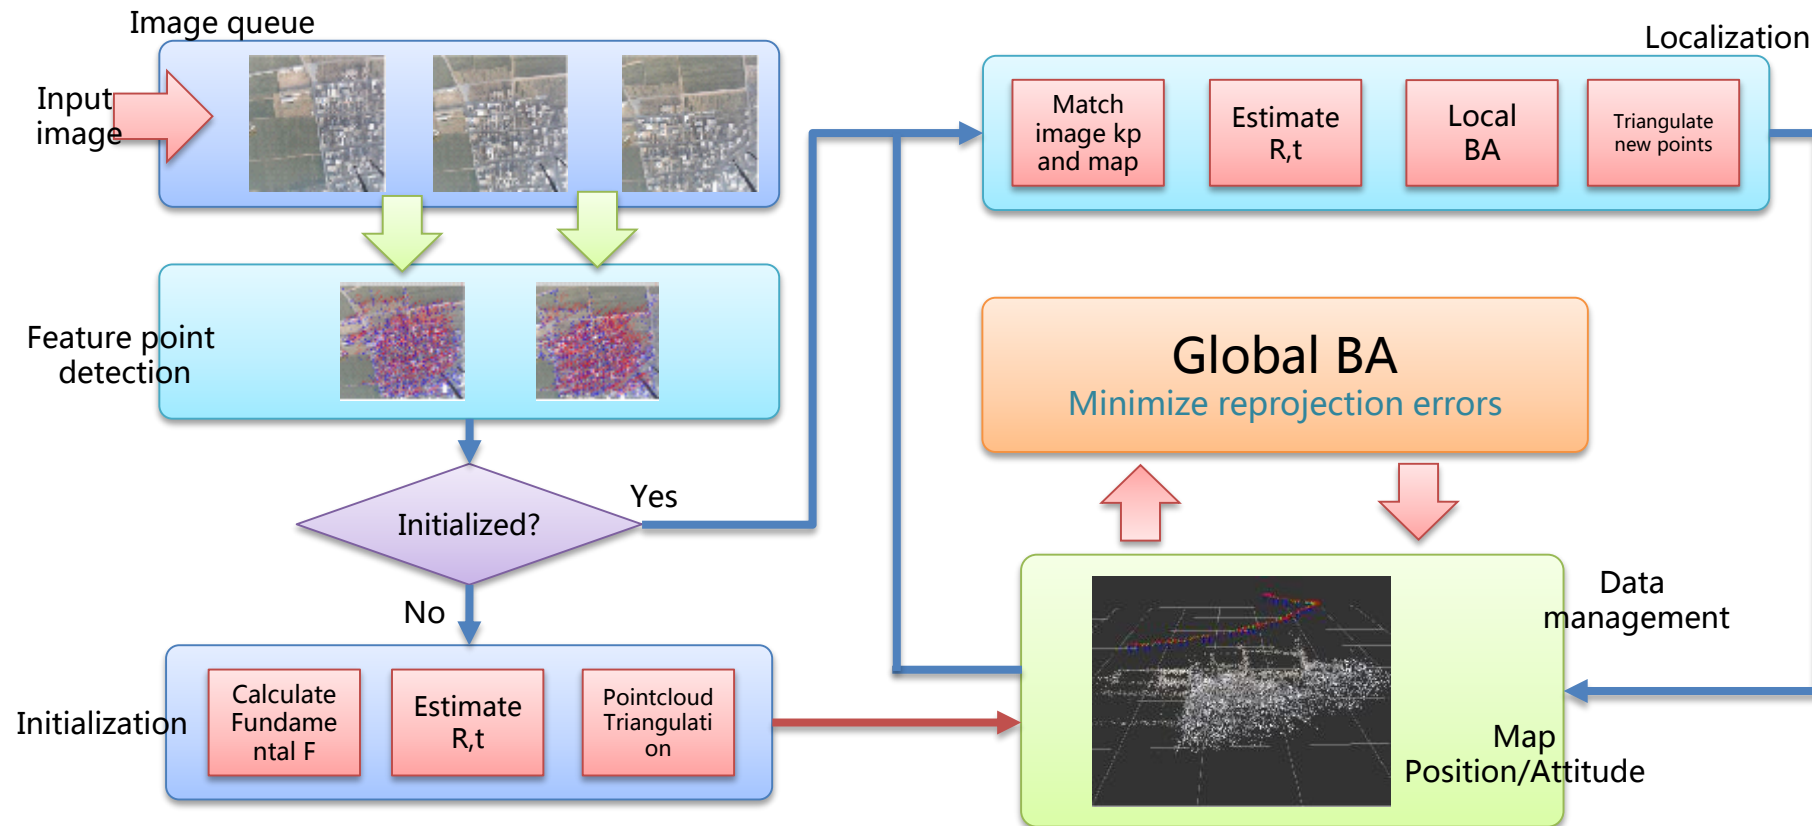 Image queue
Input
image
Feature point
detection
Initialized?
Yes
No
Initialization
Calculate
Fundame
ntal F
Estimate
R,t
Pointcloud
Triangulati
on
Localization
Match
image kp
and map
Estimate
R,t
Local
BA
Triangulate
new points
Global BA
Minimize reprojection errors
Data
management
Map
Position/Attitude